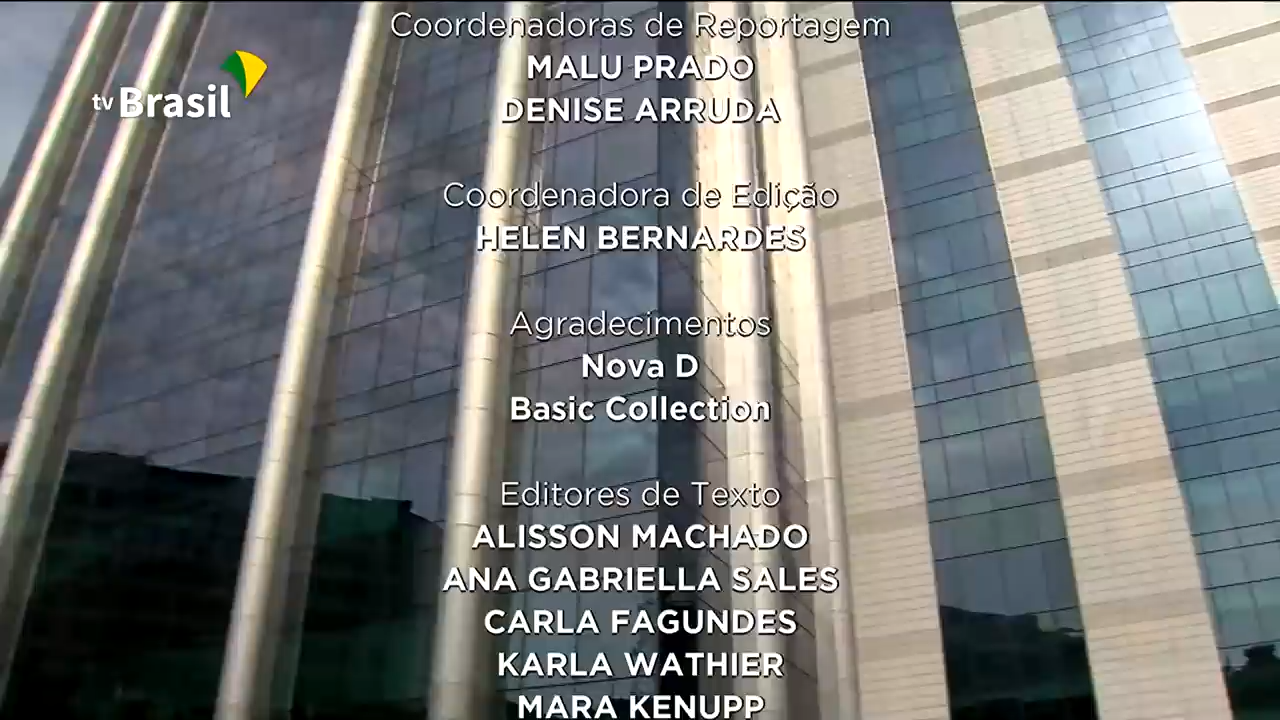 Coordenadoras de Reportagem
MALU PRADO
DENISE ARRUDA
tv Brasil
Coordenadora de Edição
HELEN BERNARDES
Agradecimentos
Nova D
Basic Collection
Editores de Texto
ALISSON MACHADO
ANA GABRIELLA SALES
CARLA FAGUNDES
KARLA WATHIER
MARA KENUPP